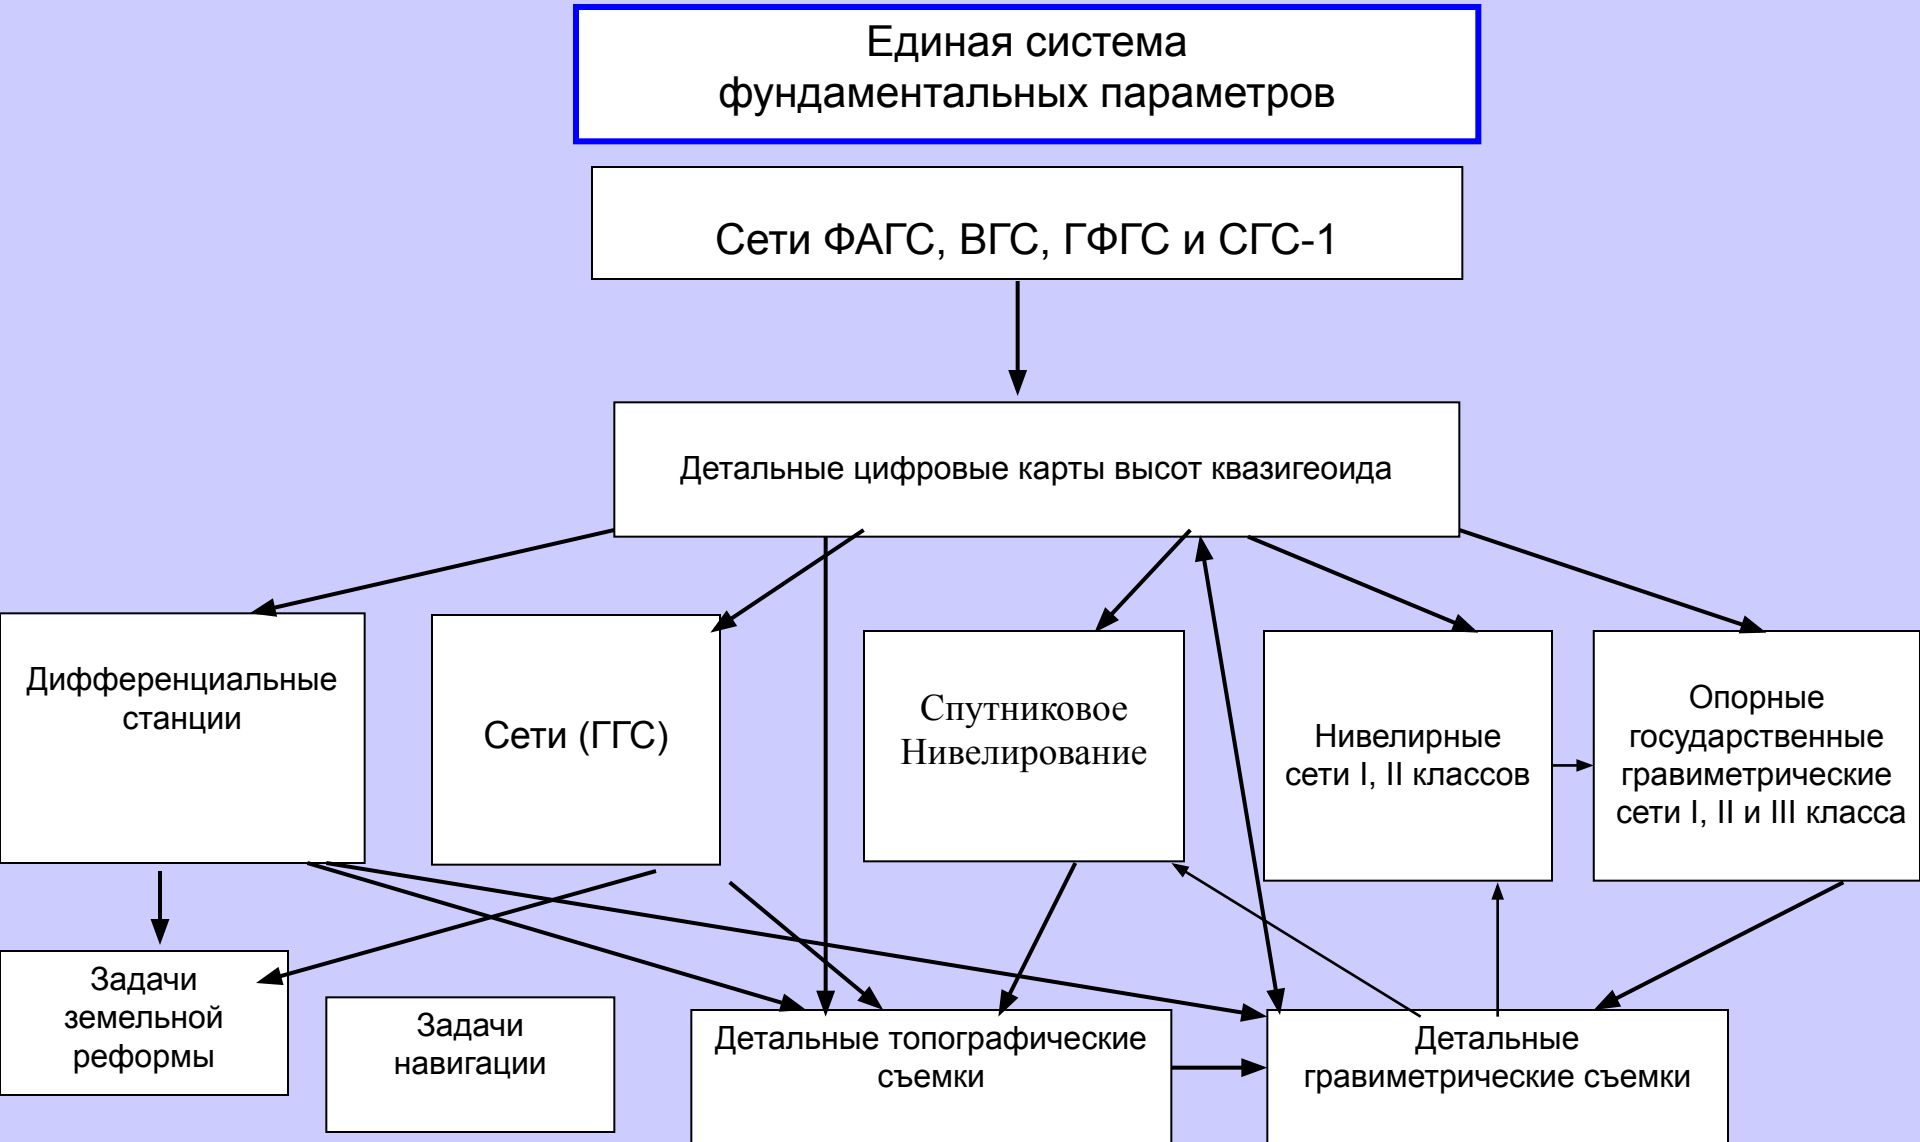 Единая система
фундаментальных параметров
Сети ФАГС, ВГС, ГФГС и СГС-1
Детальные цифровые карты высот квазигеоида
Дифференциальные
станции
Сети (ГГС)
Спутниковое
Нивелирование
Нивелирные
сети I, II классов
Опорные
государственные
гравиметрические
сети I, II и III класса
Задачи
земельной
реформы
Задачи
навигации
Детальные топографические
съемки
Детальные
гравиметрические съемки